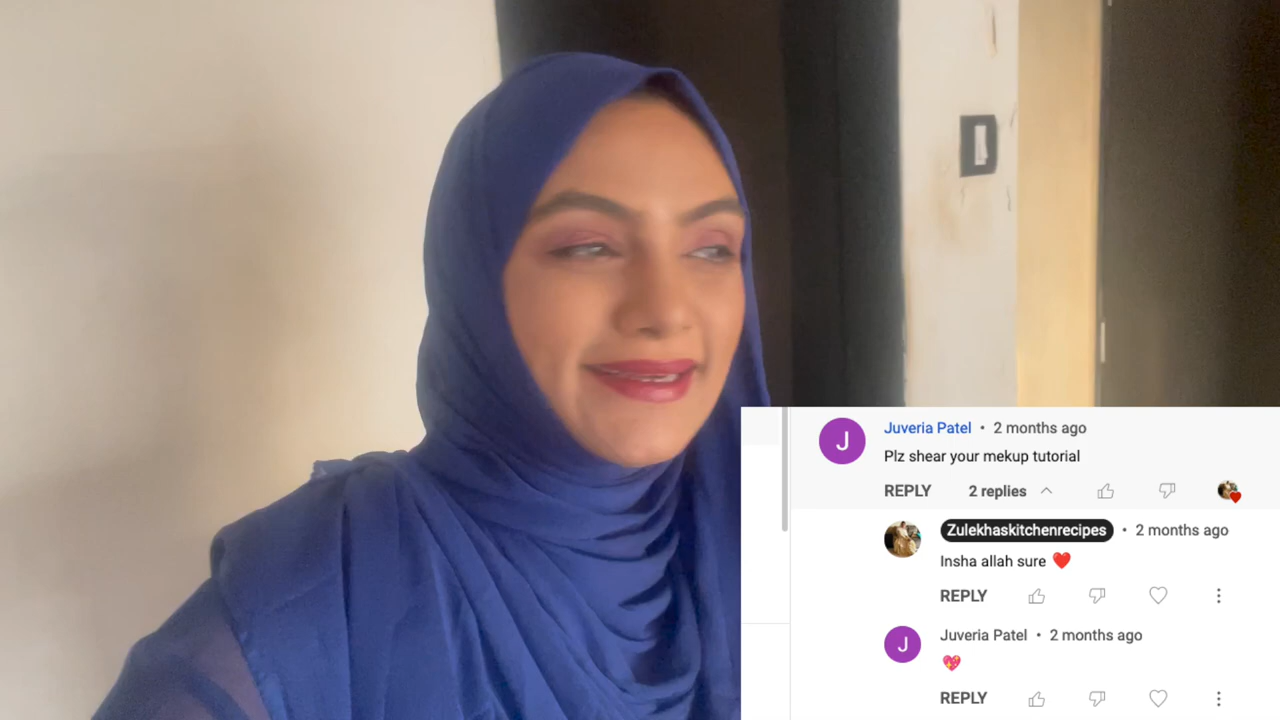 J
Juveria Patel • 2 months ago
Plz shear your mekup tutorial
REPLY 2 replies
Zulekhaskitchenrecipes • 2 months ago
Insha allah sure ❤️
REPLY
J
Juveria Patel • 2 months ago
💖
REPLY